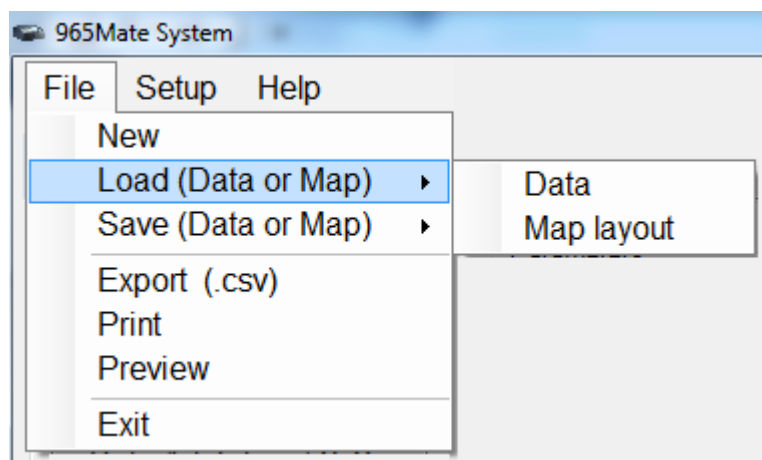 965Mate System
File Setup Help
New
Load (Data or Map)
Data
Save (Data or Map)
Map layout
Export (.csv)
Print
Preview
Exit